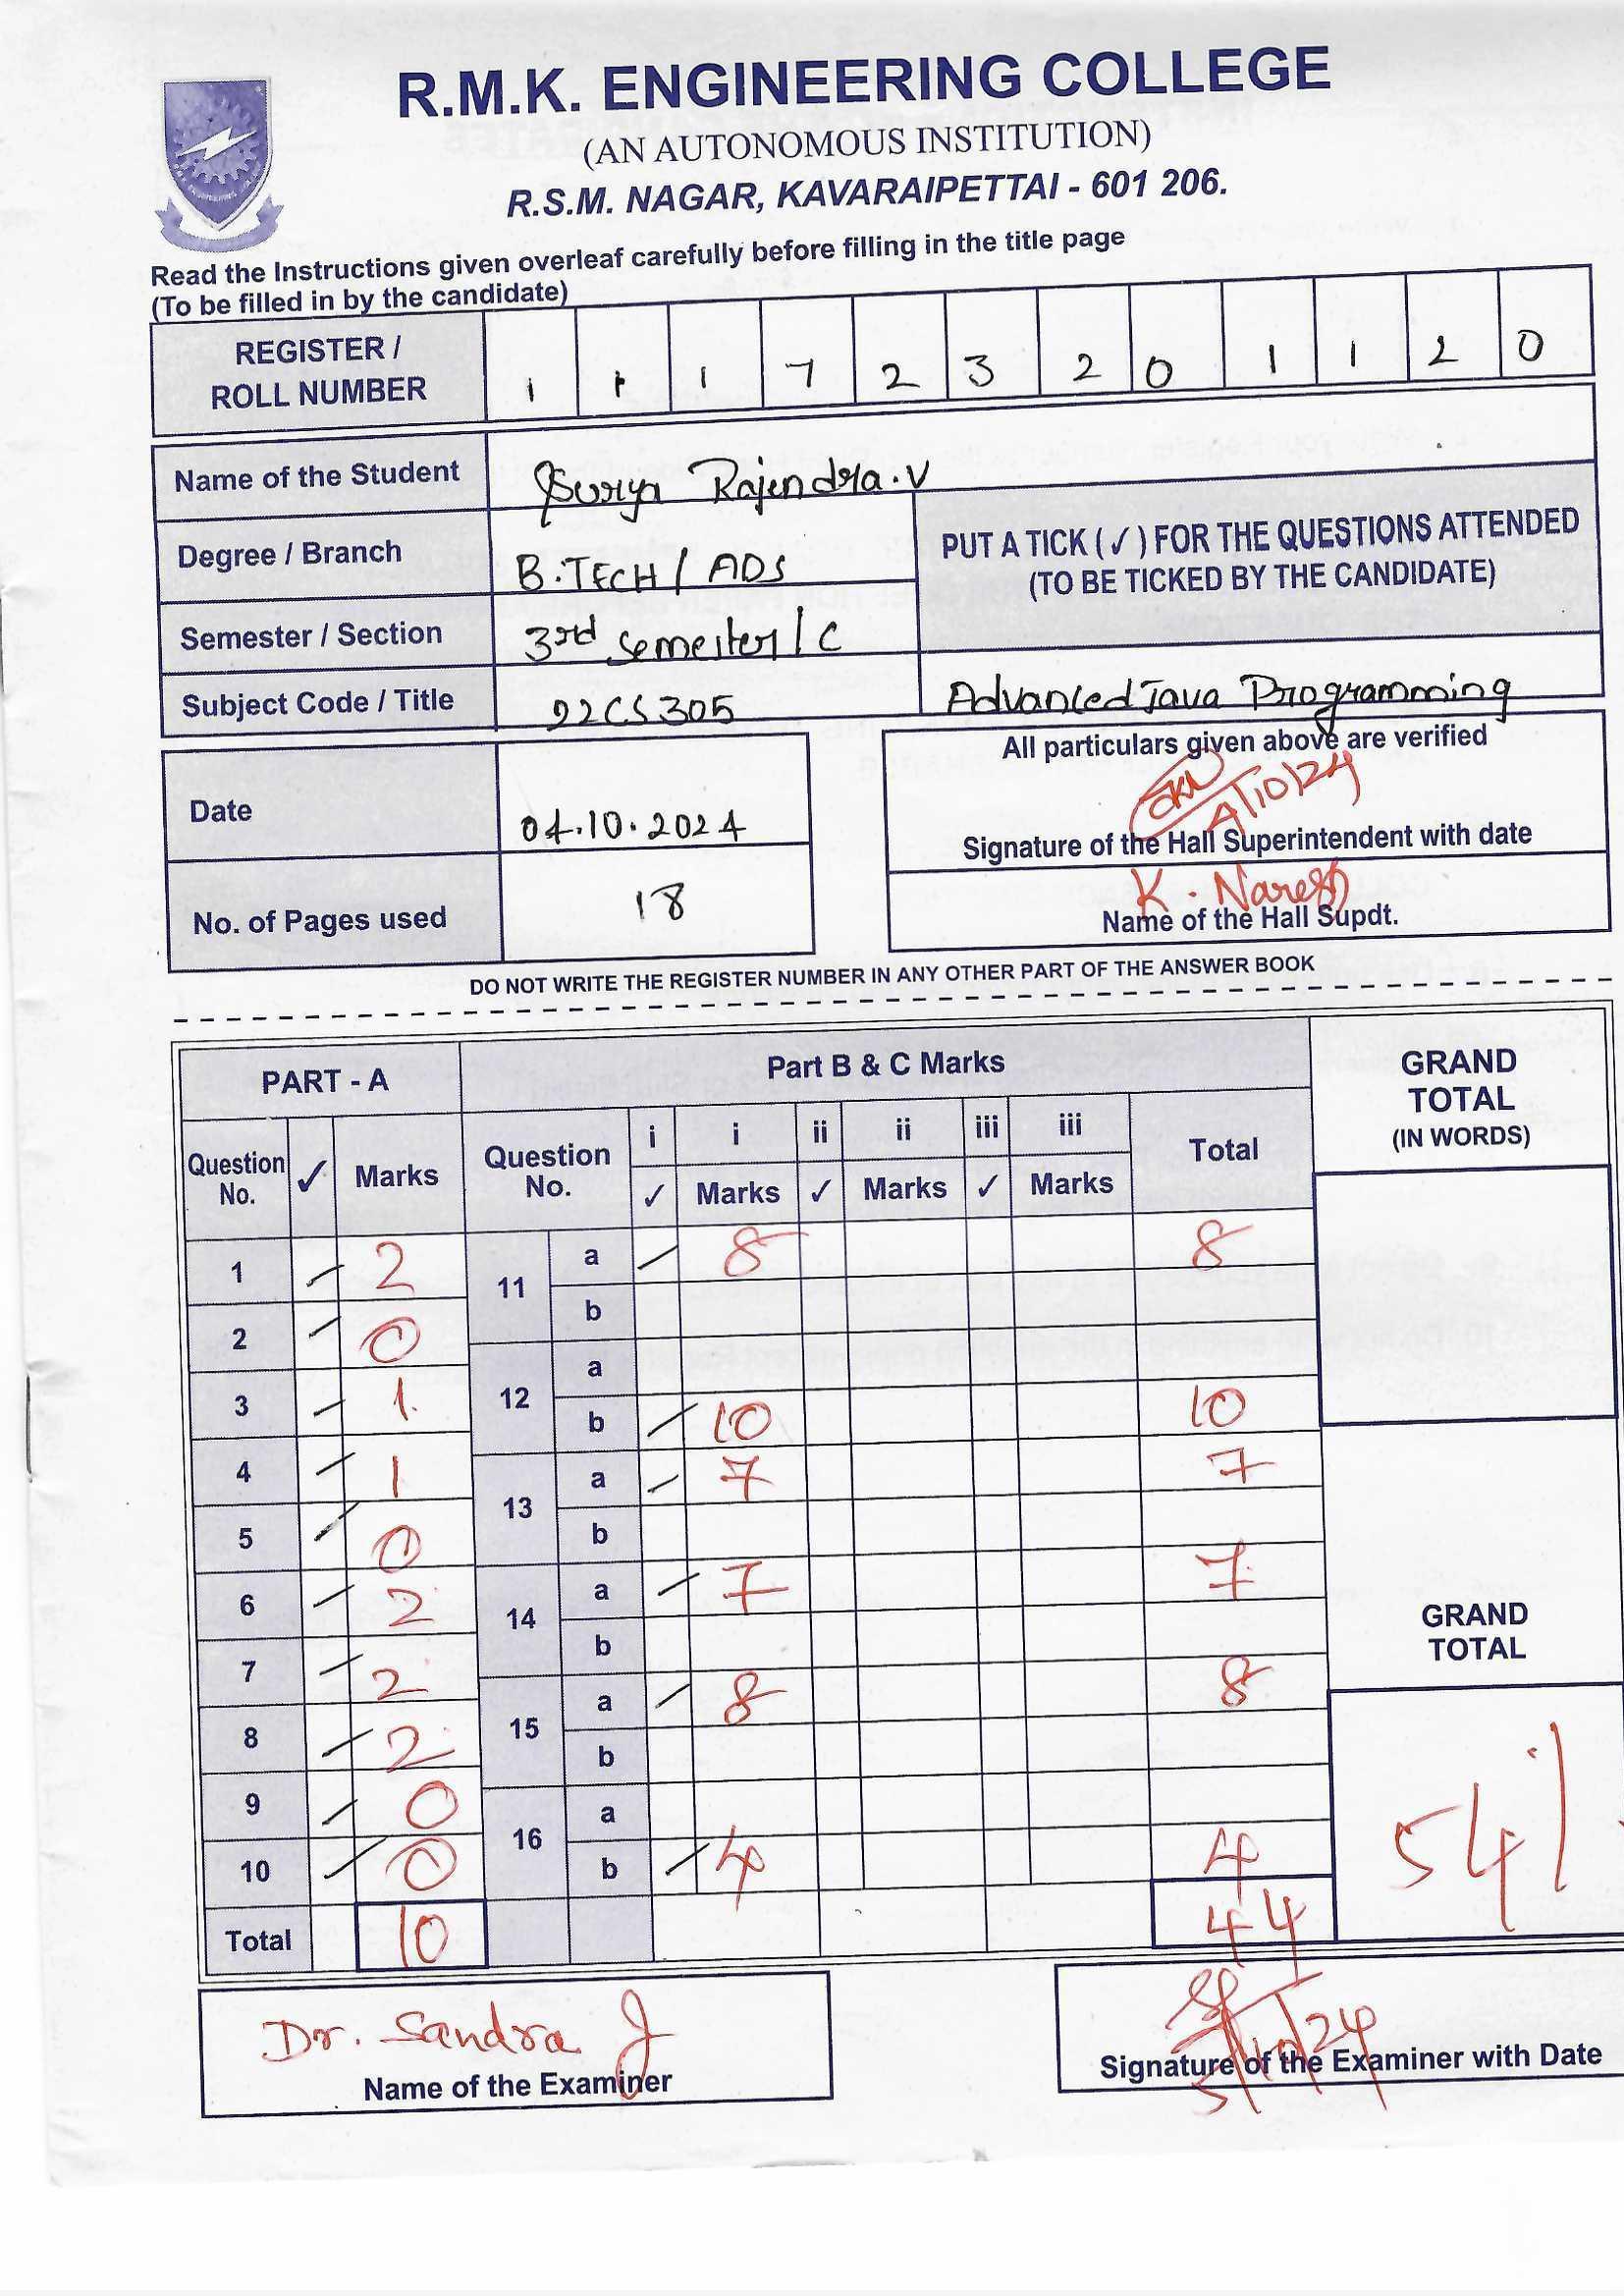 R.M.K. ENGINEERING COLLEGE
(AN AUTONOMOUS INSTITUTION)
R.S.M. NAGAR, KAVARAIPETTAI - 601 206.
Read the Instructions given overleaf carefully before filling in the title page
(To be filled in by the candidate)
REGISTER / ROLL NUMBER 1 1 1 7 2 3 2 0 1 1 2 0
Name of the Student Surya Rajendra.V
Degree / Branch B.TECH / ADS
PUT A TICK (✓) FOR THE QUESTIONS ATTENDED
(TO BE TICKED BY THE CANDIDATE)
Semester / Section 3rd semester / C
Subject Code / Title 22CS305 Advanced Java Programming
All particulars given above are verified
Date 04.10.2024
4/10/24
Signature of the Hall Superintendent with date
No. of Pages used 18
K. Naresh
Name of the Hall Supdt.
DO NOT WRITE THE REGISTER NUMBER IN ANY OTHER PART OF THE ANSWER BOOK
PART - A Part B & C Marks GRAND TOTAL (IN WORDS)
Question No. ✓ Marks Question No. i i ii ii iii iii Total
✓ Marks ✓ Marks ✓ Marks
1 / 2 11 a / 8 8
2 / 0 b
3 / 1 12 a
b / 10 10
4 / 1 13 a / 7 7
5 / 0 b
6 / 2 14 a / 7 7
7 / 2 b
GRAND TOTAL
8 / 2 15 a / 8 8
b
9 / 0 16 a
10 / 0 b / 4 4
54
Total 10 44
Dr. Sandra J
Name of the Examiner
5/10/24
Signature of the Examiner with Date